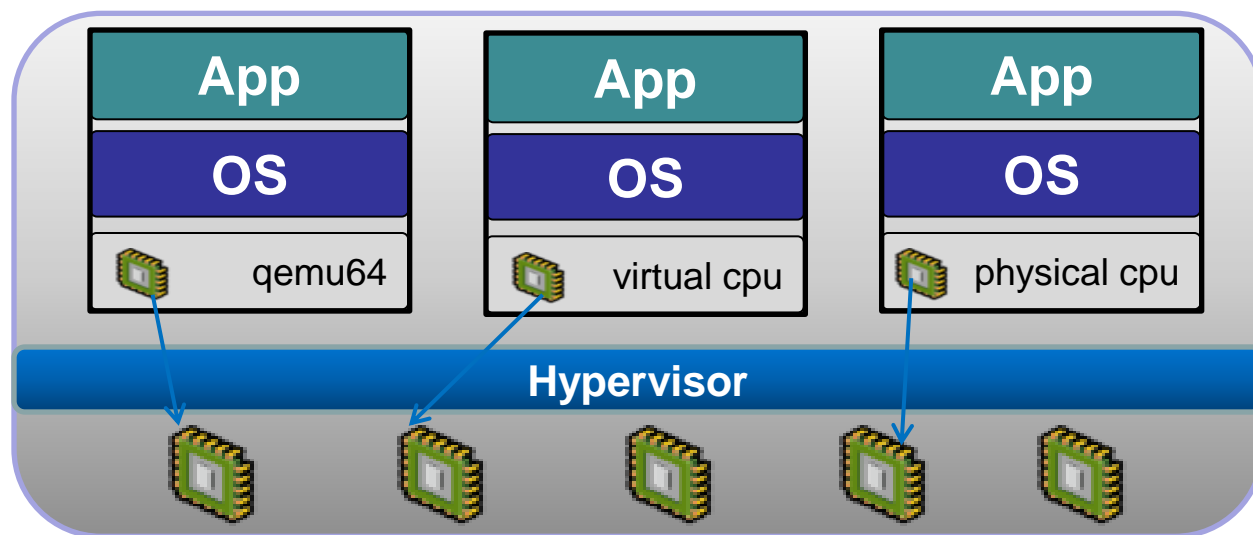 App
App
App
OS
OS
OS
qemu64
virtual cpu
physical cpu
Hypervisor